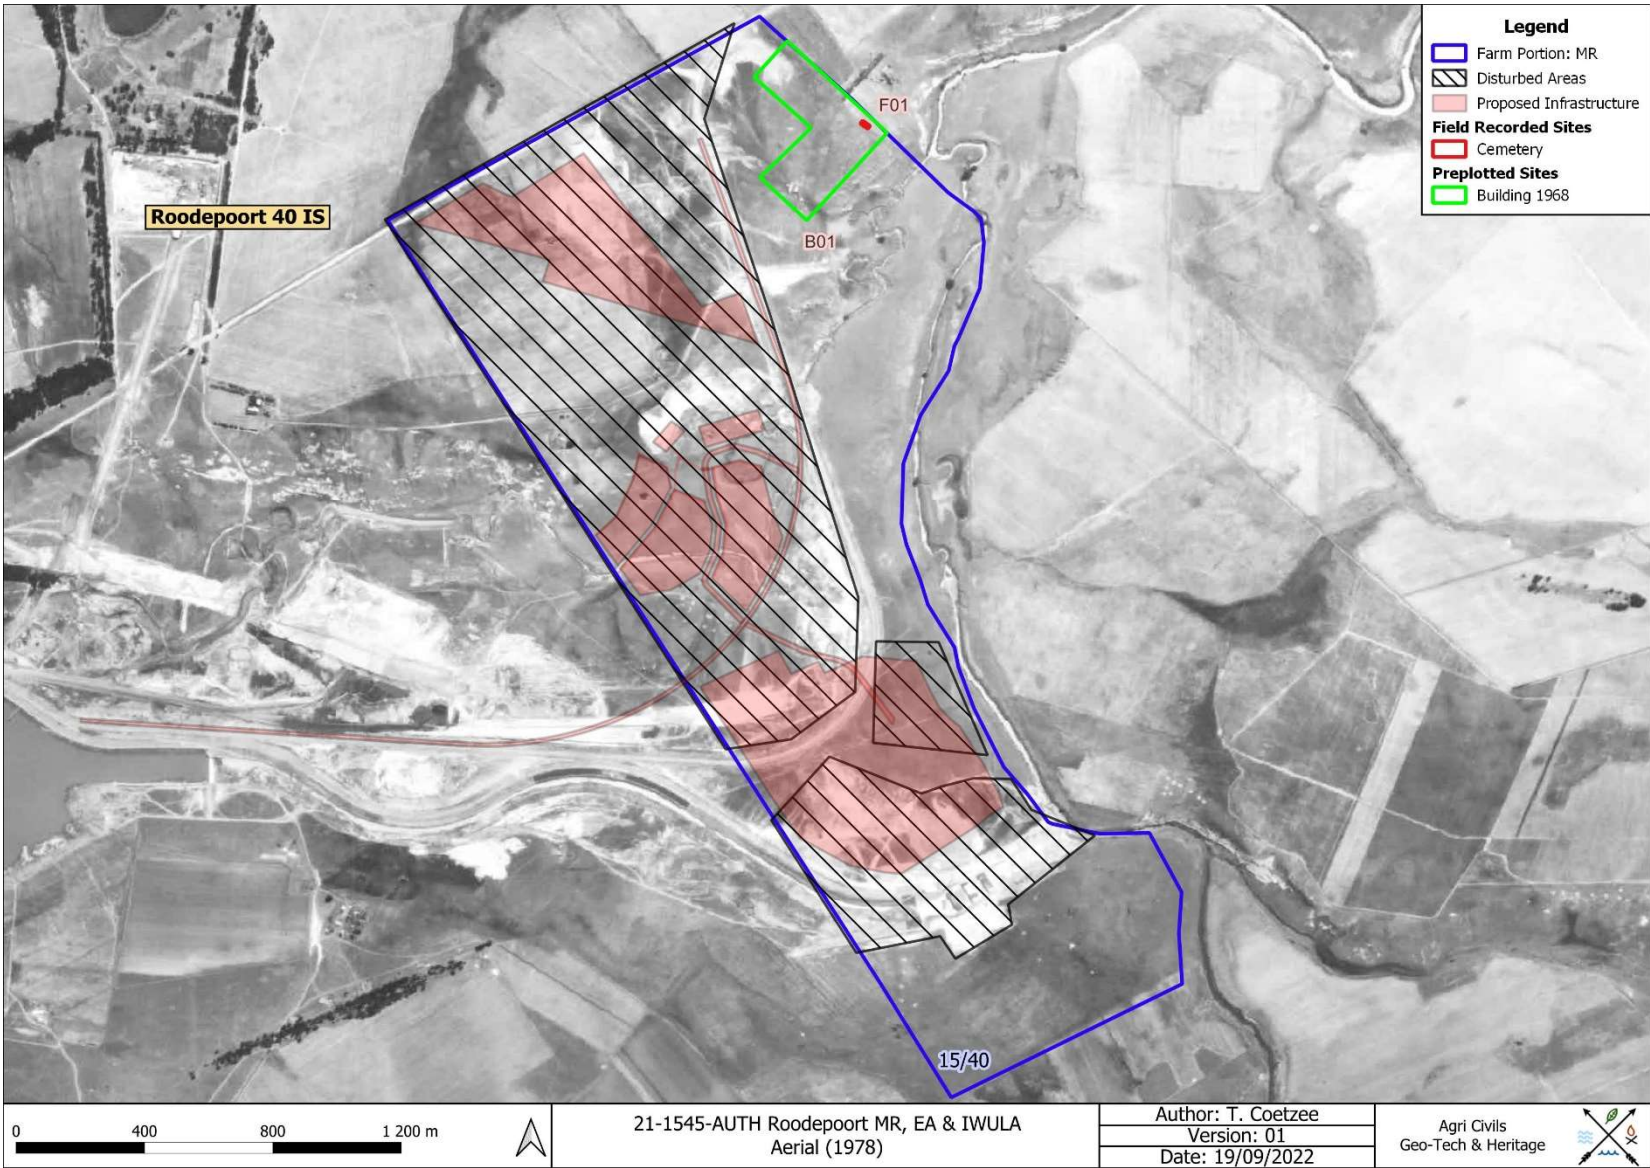 Legend
Farm Portion: MR
Disturbed Areas
Proposed Infrastructure
Field Recorded Sites
Cemetery
Preplotted Sites
Building 1968
F01
Roodepoort 40 IS
B01
15/40
0 400 800 1 200 m
21-1545-AUTH Roodepoort MR, EA & IWULA
Aerial (1978)
Author: T. Coetzee
Version: 01
Date: 19/09/2022
Agri Civils
Geo-Tech & Heritage